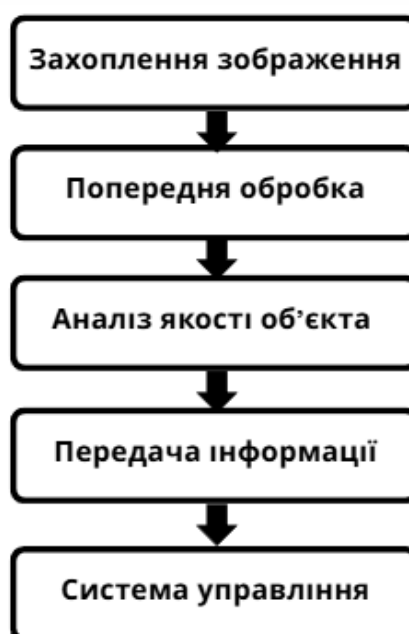 Захоплення зображення
Попередня обробка
Аналіз якості об’єкта
Передача інформації
Система управління